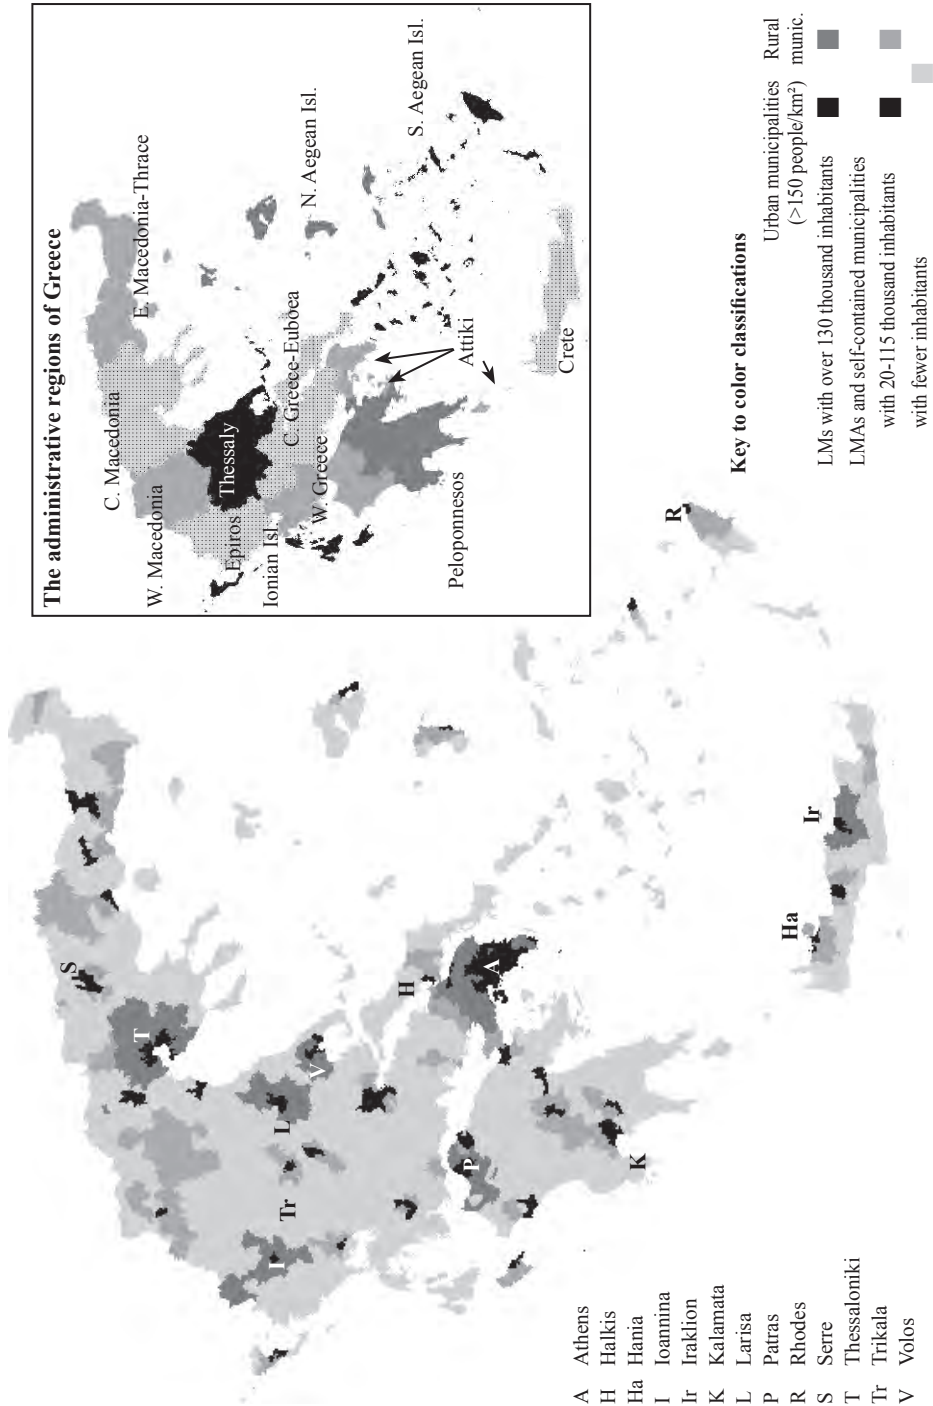 The administrative regions of Greece
E. Macedonia-Thrace
C. Macedonia
W. Macedonia
Thessaly
Epiros
Ionian Isl.
W. Greece
C. Greece-Euboea
N. Aegean Isl.
S. Aegean Isl.
Attiki
Peloponnesos
Crete
S
T
L
V
Tr
I
H
A
P
K
R
Ha
Ir
A Athens
H Halkis
Ha Hania
I Ioannina
Ir Iraklion
K Kalamata
L Larisa
P Patras
R Rhodes
S Serre
T Thessaloniki
Tr Trikala
V Volos
Key to color classifications
Urban municipalities
(>150 people/km²)
Rural
munic.
LMs with over 130 thousand inhabitants
LMAs and self-contained municipalities
with 20-115 thousand inhabitants
with fewer inhabitants